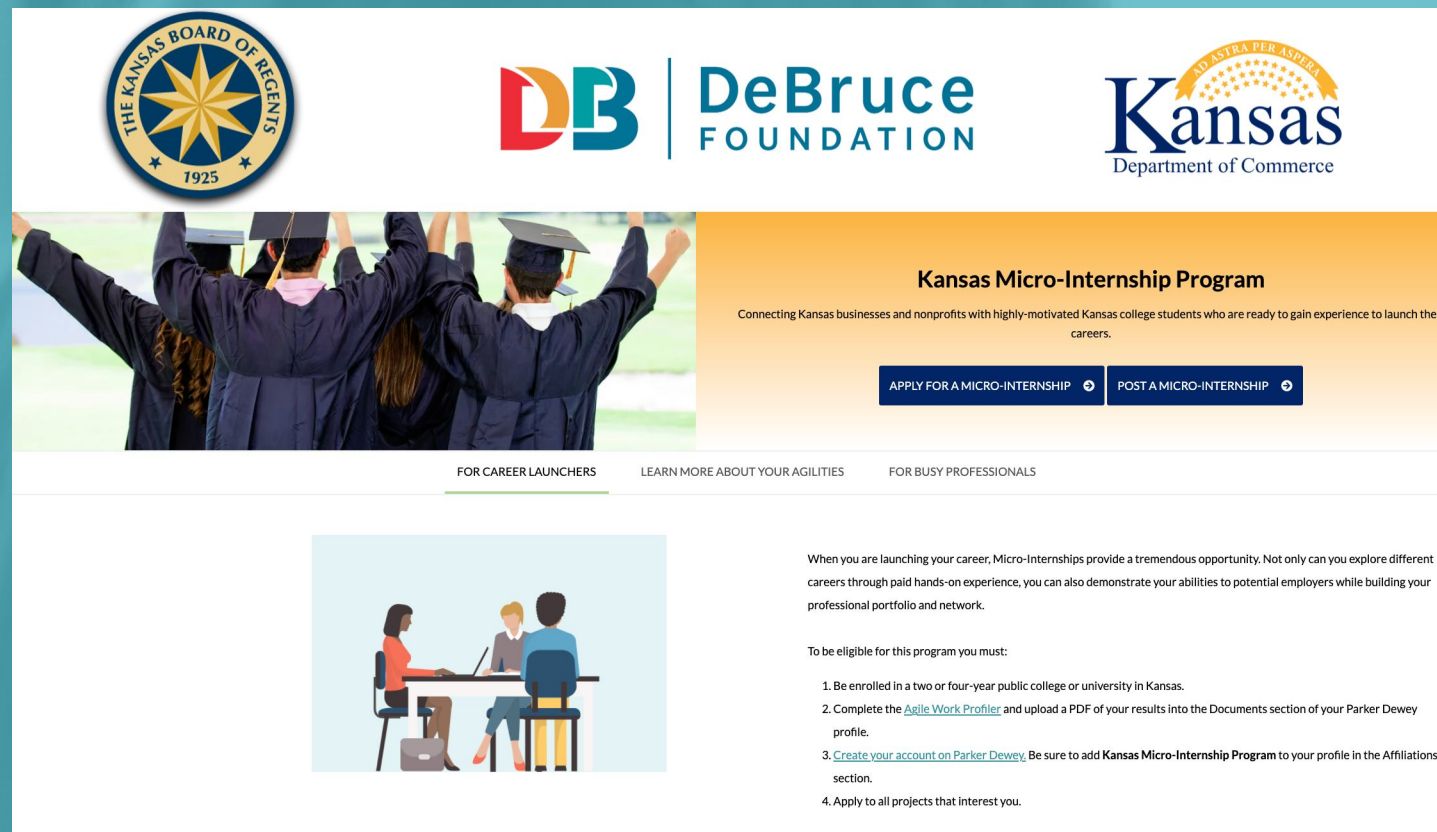 THE KANSAS BOARD OF REGENTS
1925
DB
DeBruce
FOUNDATION
AD ASTRA PER ASPERA
Kansas
Department of Commerce
Kansas Micro-Internship Program
Connecting Kansas businesses and nonprofits with highly-motivated Kansas college students who are ready to gain experience to launch the
careers.
APPLY FOR A MICRO-INTERNSHIP POST A MICRO-INTERNSHIP
FOR CAREER LAUNCHERS LEARN MORE ABOUT YOUR AGILITIES FOR BUSY PROFESSIONALS
When you are launching your career, Micro-Internships provide a tremendous opportunity. Not only can you explore different
careers through paid hands-on experience, you can also demonstrate your abilities to potential employers while building your
professional portfolio and network.
To be eligible for this program you must:
1. Be enrolled in a two or four-year public college or university in Kansas.
2. Complete the Agile Work Profiler and upload a PDF of your results into the Documents section of your Parker Dewey
profile.
3. Create your account on Parker Dewey. Be sure to add Kansas Micro-Internship Program to your profile in the Affiliations
section.
4. Apply to all projects that interest you.